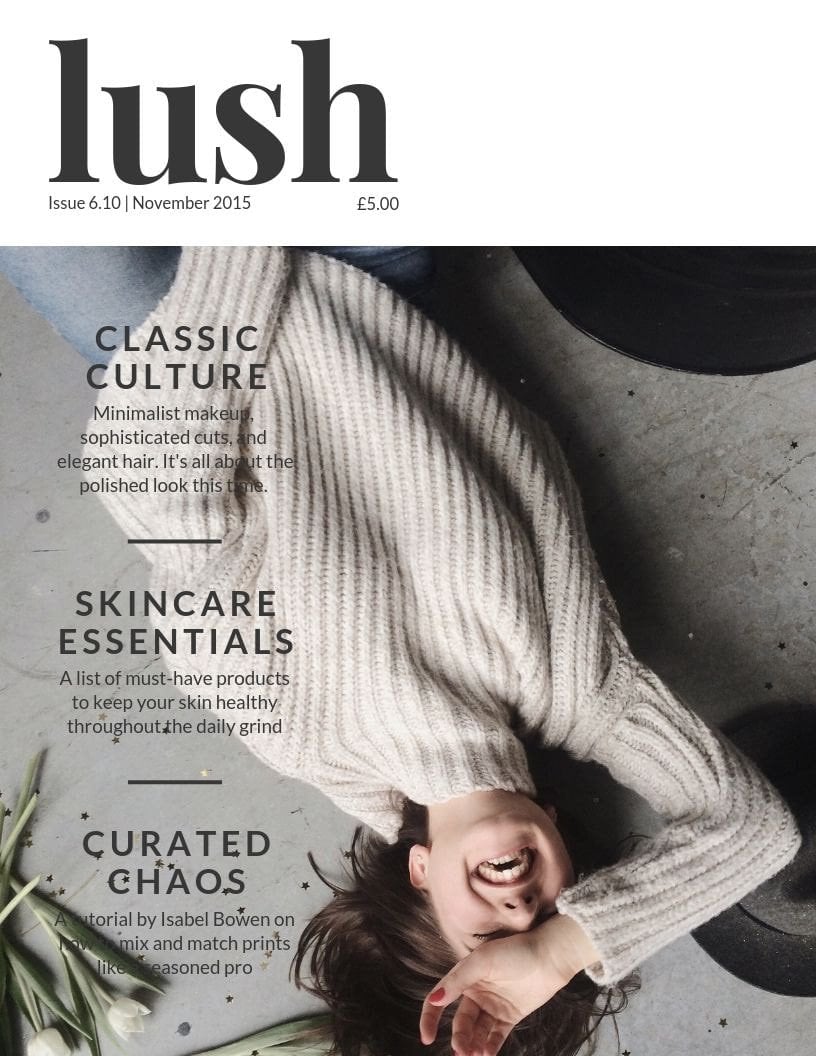 lush
Issue 6.10 | November 2015 £5.00
CLASSIC
CULTURE
Minimalist makeup,
sophisticated cuts, and
elegant hair. It's all about the
polished look this time.
SKINCARE
ESSENTIALS
A list of must-have products
to keep your skin healthy
throughout the daily grind
CURATED
CHAOS
A tutorial by Isabel Bowen on
how to mix and match prints
like a seasoned pro